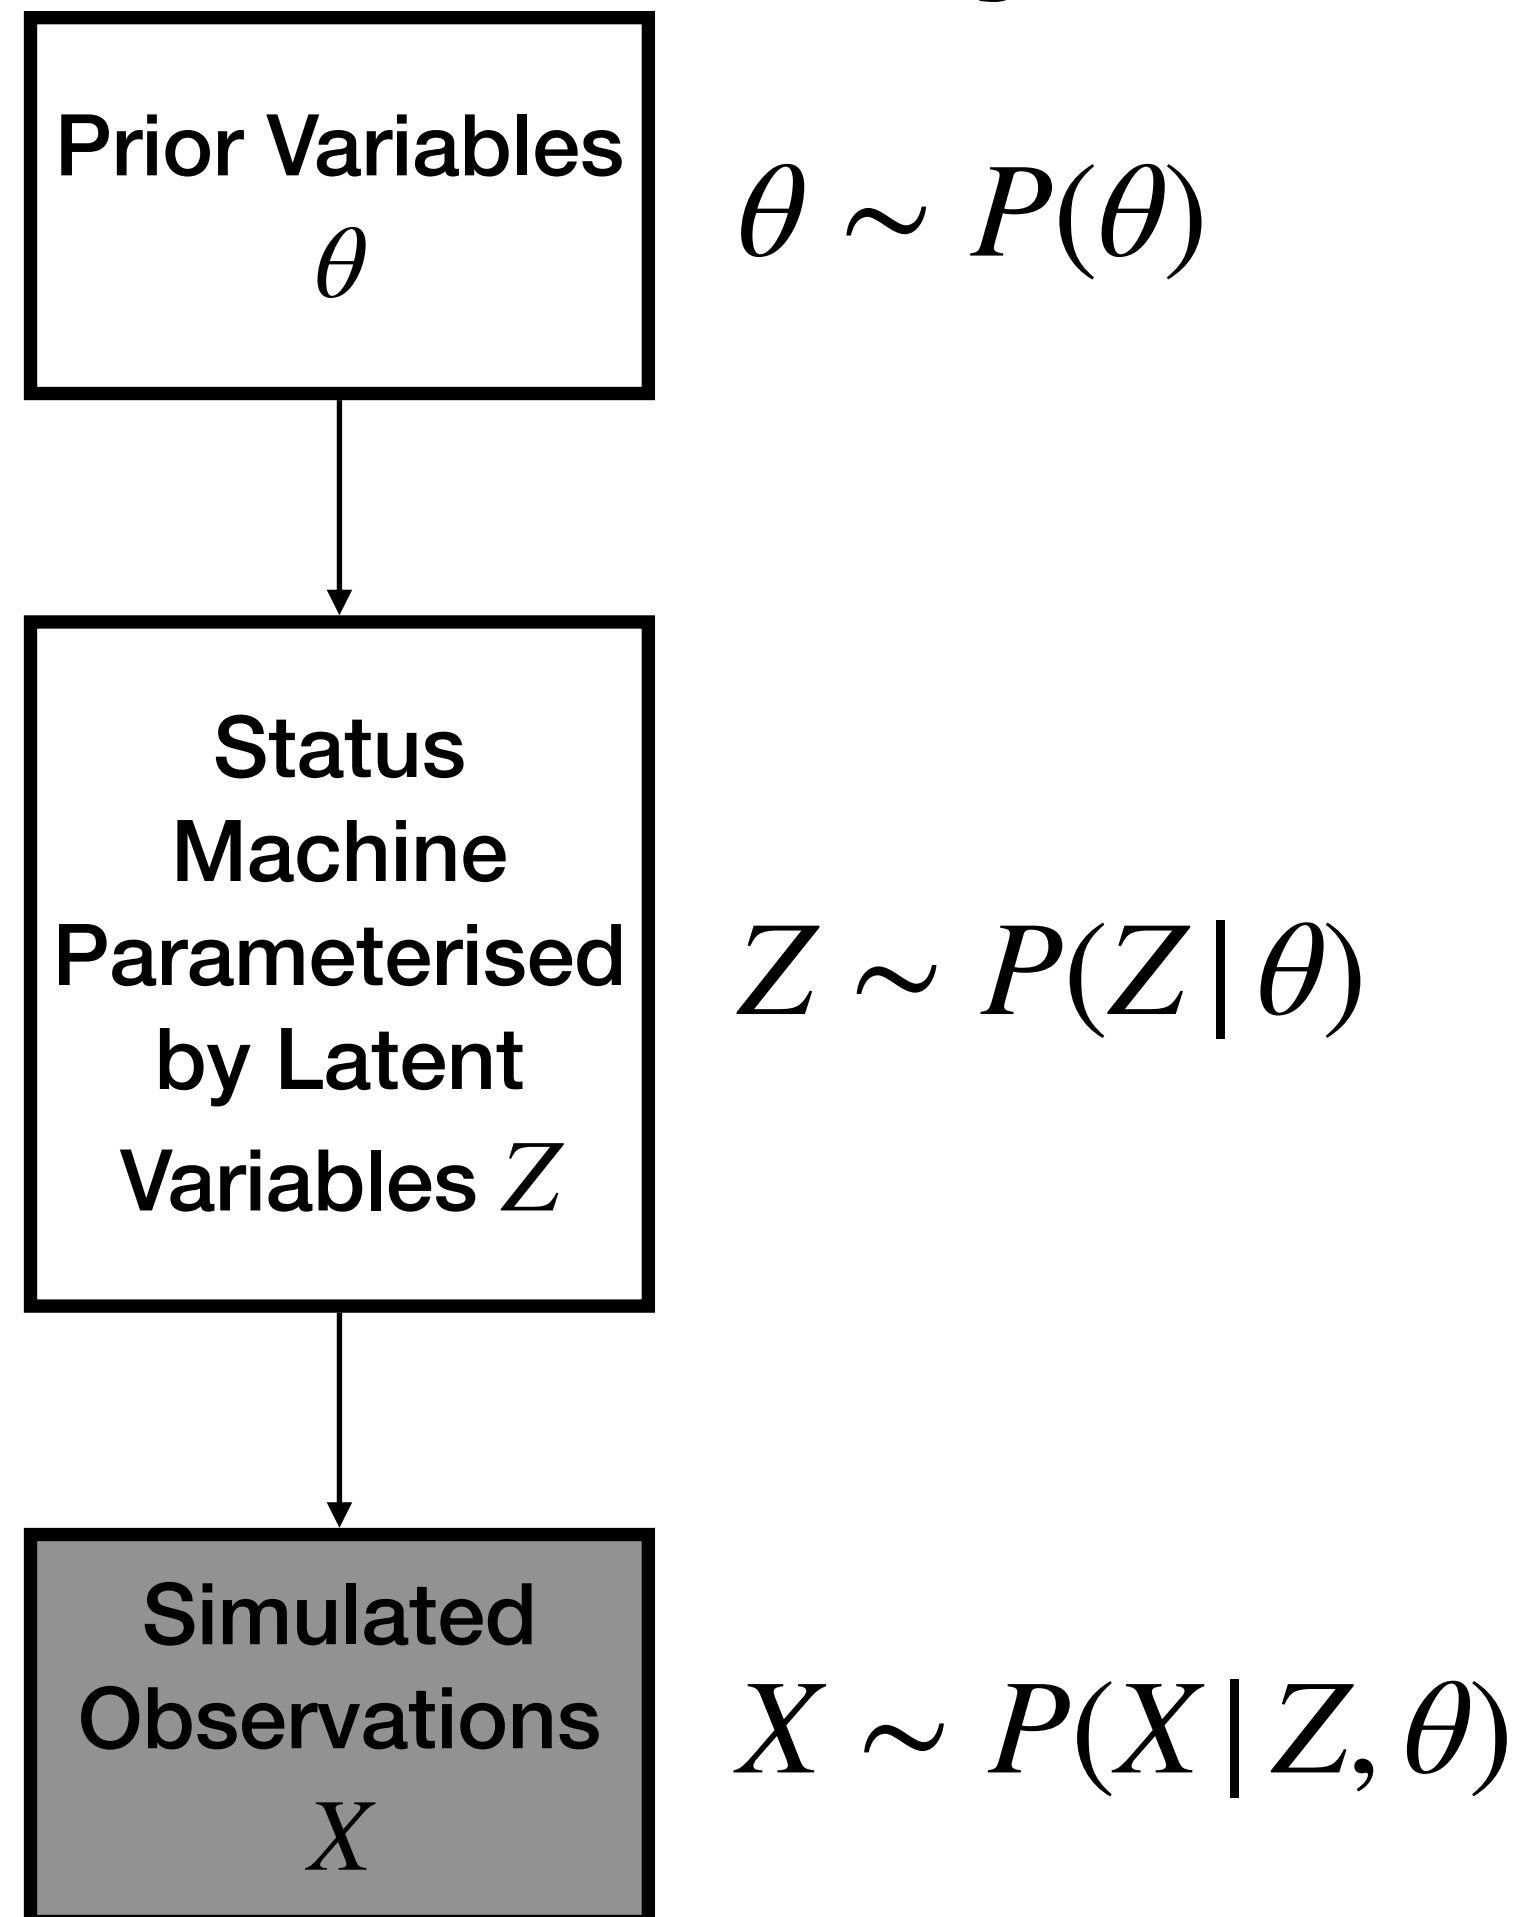 Prior Variables
θ
θ ~ P(θ)
Status
Machine
Parameterised
by Latent
Variables Z
Z ~ P(Z | θ)
Simulated
Observations
X
X ~ P(X | Z, θ)